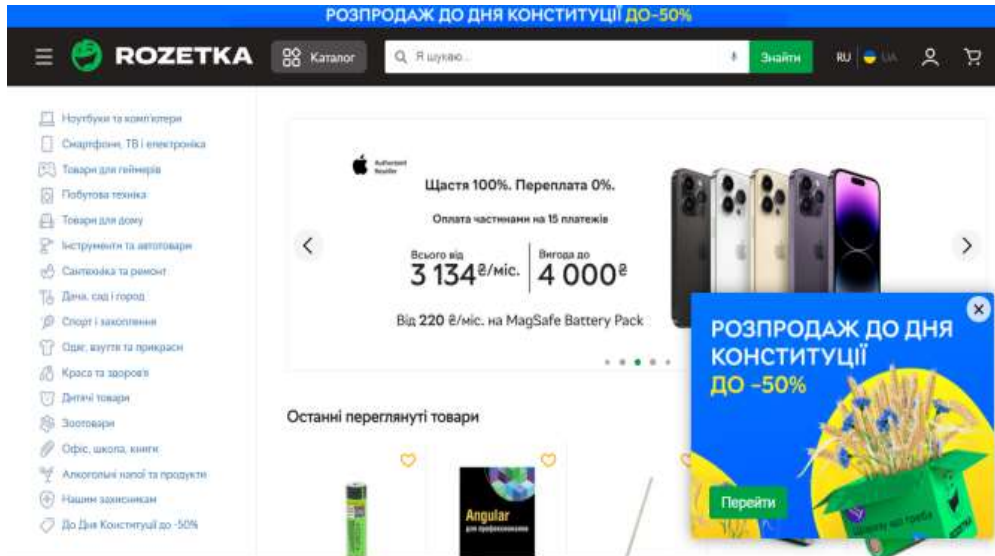 РОЗПРОДАЖ ДО ДНЯ КОНСТИТУЦІЇ ДО-50%
ROZETKA
Каталог
Я шукаю...
Знайти
RU
UA
Ноутбуки та комп'ютери
Смартфони, ТВ і електроніка
Товари для геймерів
Побутова техніка
Товари для дому
Інструменти та автотовари
Сантехніка та ремонт
Дача, сад і город
Спорт і захоплення
Одяг, взуття та прикраси
Краса та здоров'я
Дитячі товари
Зоотовари
Офіс, школа, книги
Алкогольні напої та продукти
Нашим захисникам
До Дня Конституції до -50%
Authorized
Reseller
Щастя 100%. Переплата 0%.
Оплата частинами на 15 платежів
Всього від
3 134₴/міс.
Вигода до
4 000₴
Від 220 ₴/міс. на MagSafe Battery Pack
Останні переглянуті товари
Angular
для профессионалов
РОЗПРОДАЖ ДО ДНЯ
КОНСТИТУЦІЇ
ДО -50%
Перейти
ROZETKA